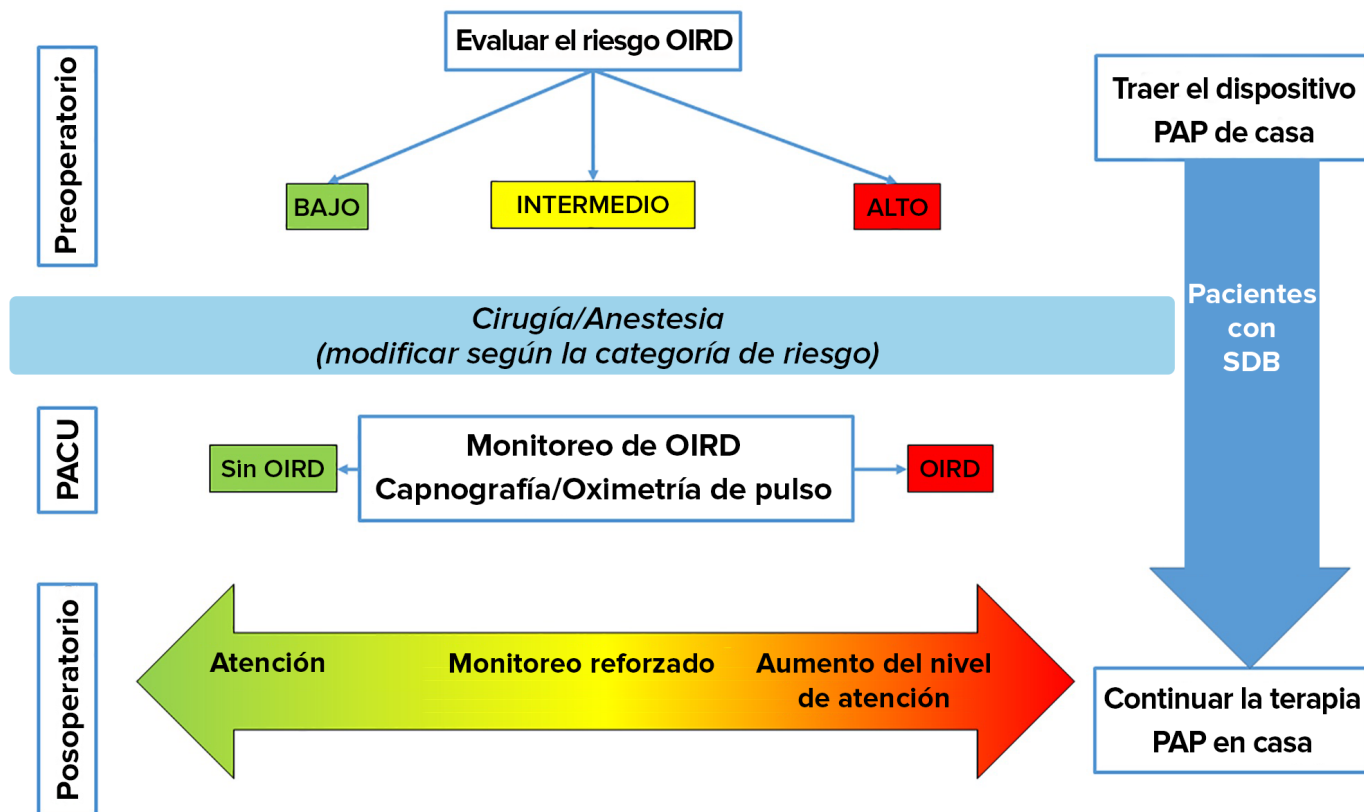 Preoperatorio
Evaluar el riesgo OIRD
BAJO
INTERMEDIO
ALTO
Traer el dispositivo
PAP de casa
Pacientes
con
SDB
Cirugía/Anestesia
(modificar según la categoría de riesgo)
PACU
Sin OIRD
Monitoreo de OIRD
Capnografía/Oximetría de pulso
OIRD
Posoperatorio
Atención
Monitoreo reforzado
Aumento del nivel
de atención
Continuar la terapia
PAP en casa